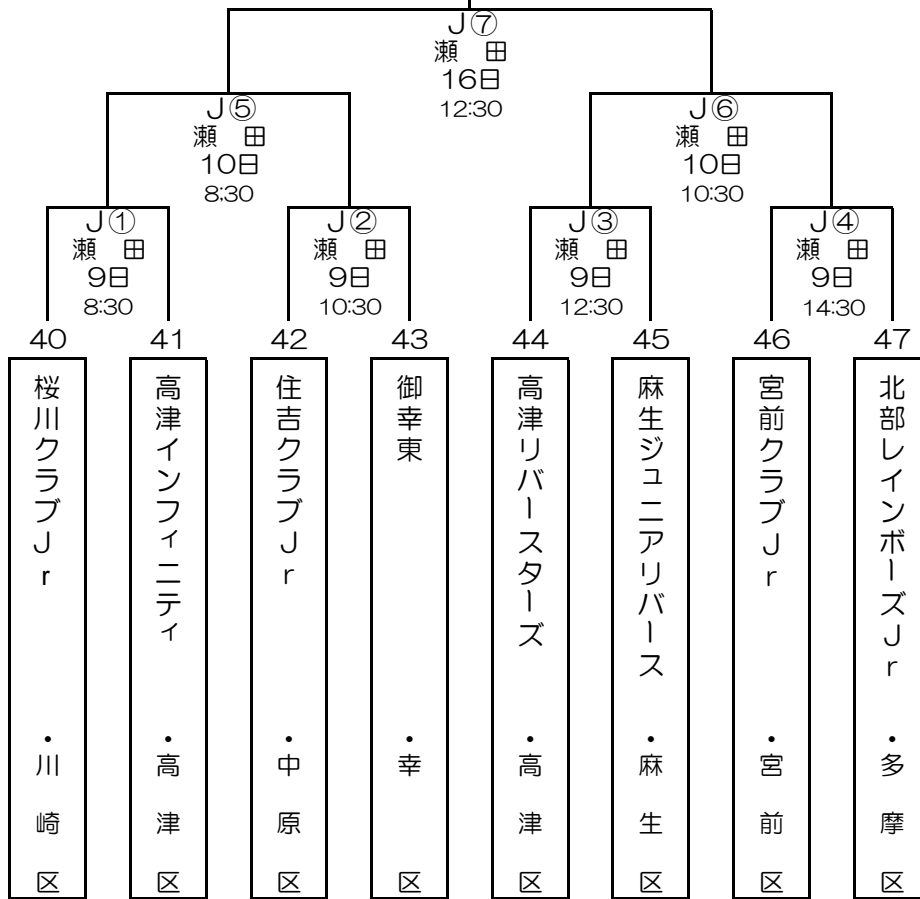 J⑦
瀬 田
16日
12:30
J⑤
瀬 田
10日
8:30
J⑥
瀬 田
10日
10:30
J①
瀬 田
9日
8:30
J②
瀬 田
9日
10:30
J③
瀬 田
9日
12:30
J④
瀬 田
9日
14:30
40
41
42
43
44
45
46
47
桜川クラブJr ・川崎区
高津インフィニティ ・高津区
住吉クラブJr ・中原区
御幸東 ・幸区
高津リバースターズ ・高津区
麻生ジュニアリバース ・麻生区
宮前クラブJr ・宮前区
北部レインボーズJr ・多摩区